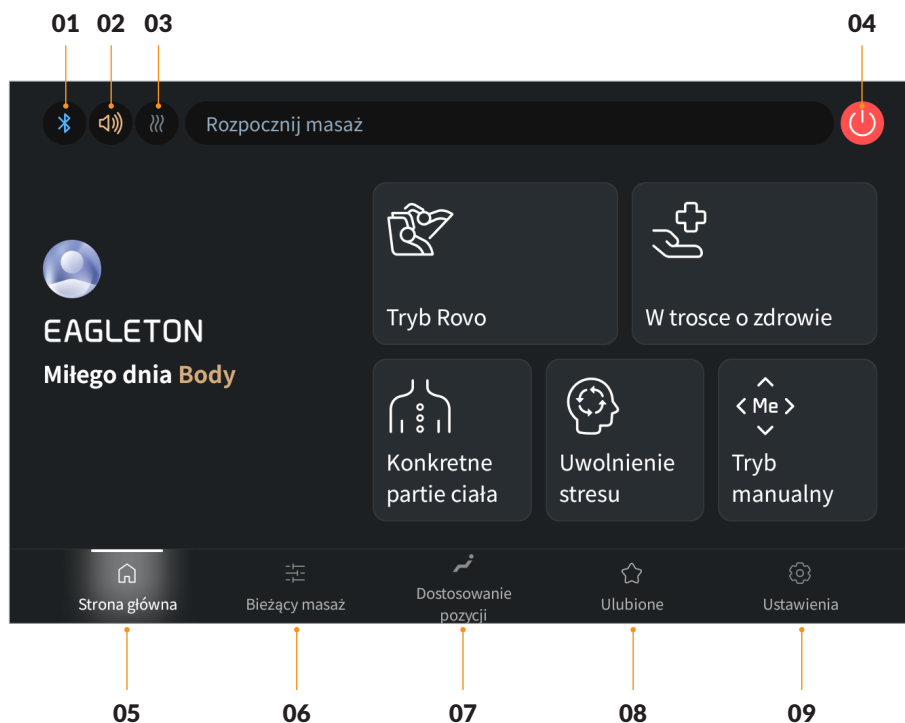 01 02 03 04
Rozpocznij masaż
EAGLETON
Miłego dnia Body
Tryb Rovo
W trosce o zdrowie
Konkretne
partie ciała
Uwolnienie
stresu
Me
Tryb
manualny
Strona główna
Bieżący masaż
Dostosowanie
pozycji
Ulubione
Ustawienia
05 06 07 08 09